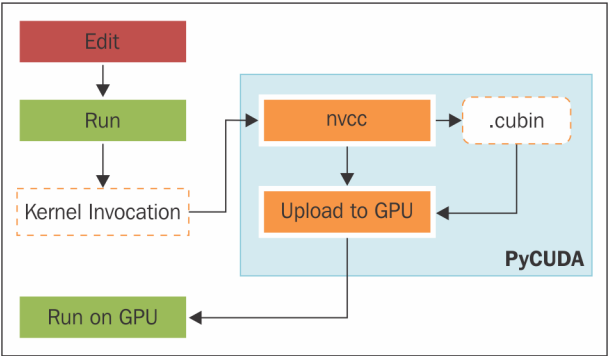 Edit
Run
Kernel Invocation
nvcc
.cubin
Upload to GPU
PyCUDA
Run on GPU